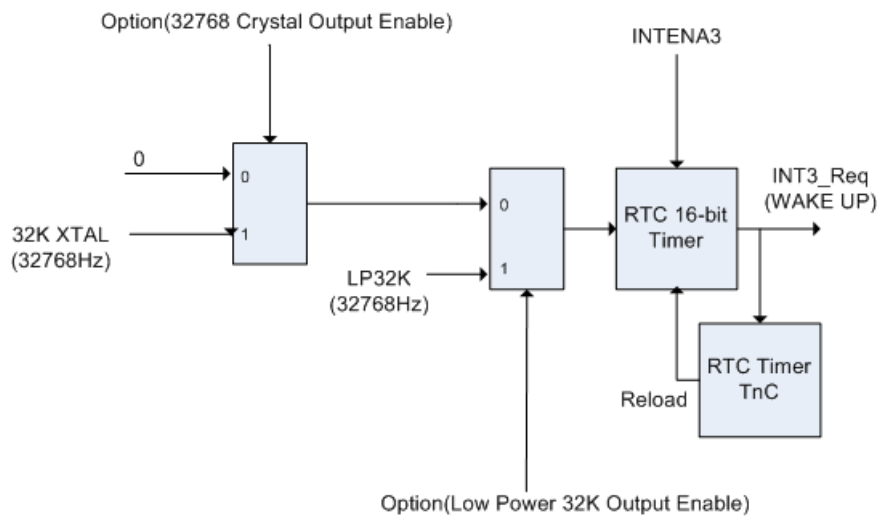 Option(32768 Crystal Output Enable)
INTENA3
0
0
32K XTAL
(32768Hz)
1
0
LP32K
(32768Hz)
1
RTC 16-bit
Timer
INT3_Req
(WAKE UP)
Reload
RTC Timer
TnC
Option(Low Power 32K Output Enable)